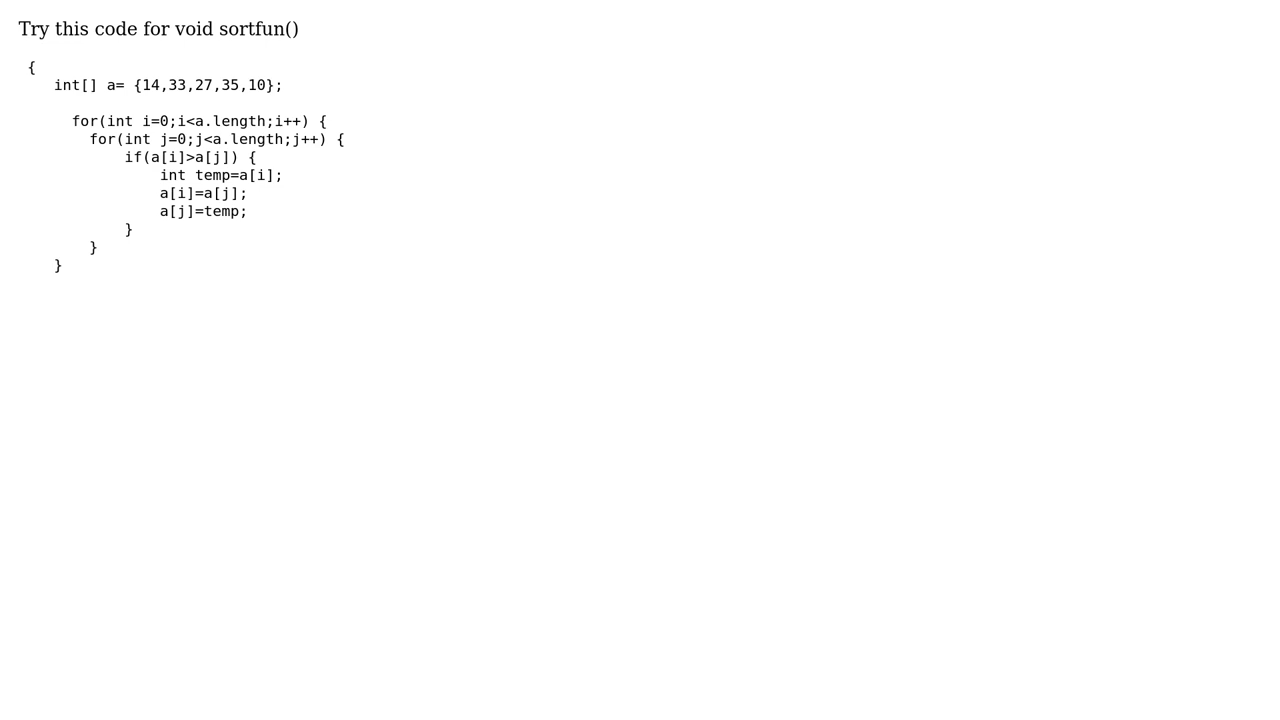 Try this code for void sortfun()
{
int[] a= {14,33,27,35,10};
for(int i=0;i<a.length;i++) {
for(int j=0;j<a.length;j++) {
if(a[i]>a[j]) {
int temp=a[i];
a[i]=a[j];
a[j]=temp;
}
}
}